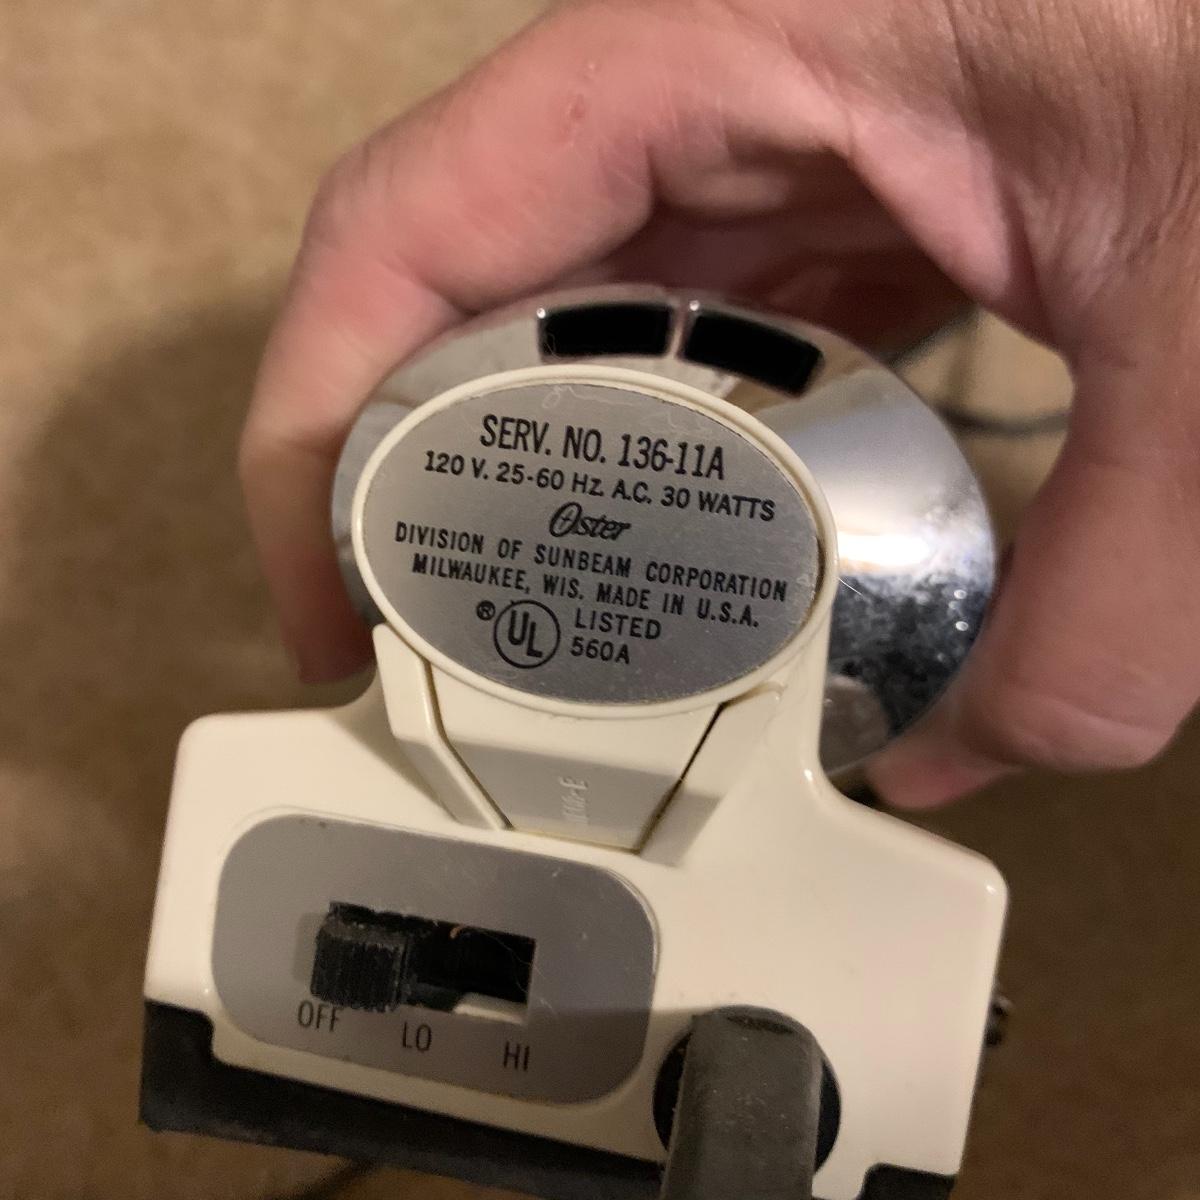 SERV. NO. 136-11A
120 V. 25-60 HZ. A.C. 30 WATTS
Oster
DIVISION OF SUNBEAM CORPORATION
MILWAUKEE, WIS. MADE IN U.S.A.
® UL LISTED
560A
OFF LO HI